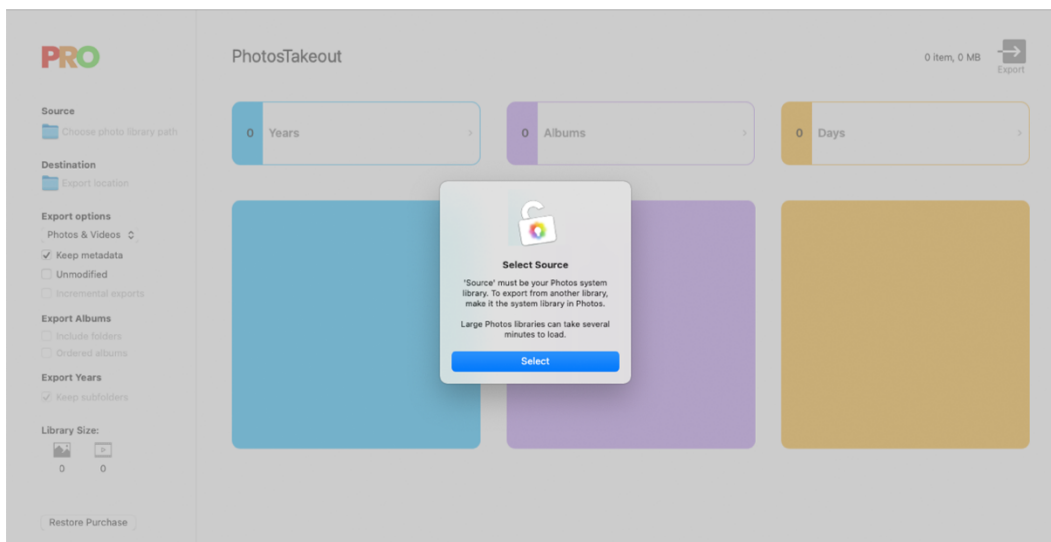 PRO
PhotosTakeout
0 item, 0 MB
Export
Source
Choose photo library path
Destination
Export location
Export options
Photos & Videos
Keep metadata
Unmodified
Incremental exports
Export Albums
Include folders
Ordered albums
Export Years
Keep subfolders
Library Size:
0 0
Restore Purchase
0 Years
0 Albums
0 Days
Select Source
'Source' must be your Photos system
library. To export from another library,
make it the system library in Photos.
Large Photos libraries can take several
minutes to load.
Select